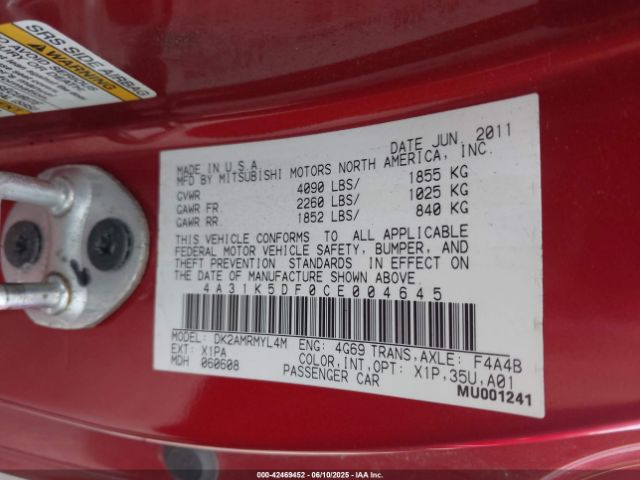 SRS SIDE AIRBAG
WARNING
MADE IN U.S.A. DATE JUN. 2011
MFD BY MITSUBISHI MOTORS NORTH AMERICA, INC.
GVWR 4090 LBS/ 1855 KG
GAWR FR. 2260 LBS/ 1025 KG
GAWR RR. 1852 LBS/ 840 KG
THIS VEHICLE CONFORMS TO ALL APPLICABLE
FEDERAL MOTOR VEHICLE SAFETY, BUMPER, AND
THEFT PREVENTION STANDARDS IN EFFECT ON
THE DATE OF MANUFACTURE SHOWN ABOVE.
4A31K5DF0CE004645
MODEL: DK2AMRMYL4M ENG: 4G69 TRANS,AXLE: F4A4B
EXT: X1PA COLOR,INT,OPT: X1P,35U,A01
MDH 060608 PASSENGER CAR
MU001241
000-42469452 - 06/10/2025 - IAAI, Inc.